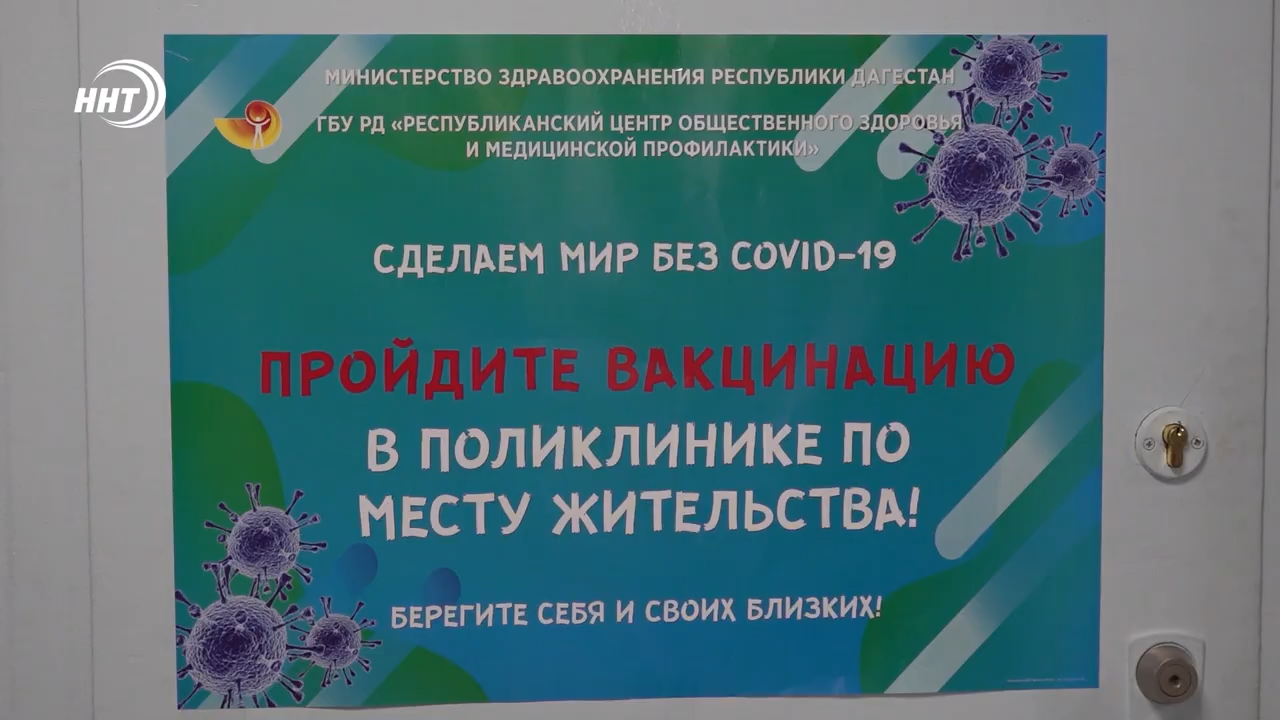 ННТ
МИНИСТЕРСТВО ЗДРАВООХРАНЕНИЯ РЕСПУБЛИКИ ДАГЕСТАН
ГБУ РД «РЕСПУБЛИКАНСКИЙ ЦЕНТР ОБЩЕСТВЕННОГО ЗДОРОВЬЯ
И МЕДИЦИНСКОЙ ПРОФИЛАКТИКИ»
СДЕЛАЕМ МИР БЕЗ COVID-19
ПРОЙДИТЕ ВАКЦИНАЦИЮ
В ПОЛИКЛИНИКЕ ПО
МЕСТУ ЖИТЕЛЬСТВА!
БЕРЕГИТЕ СЕБЯ И СВОИХ БЛИЗКИХ!